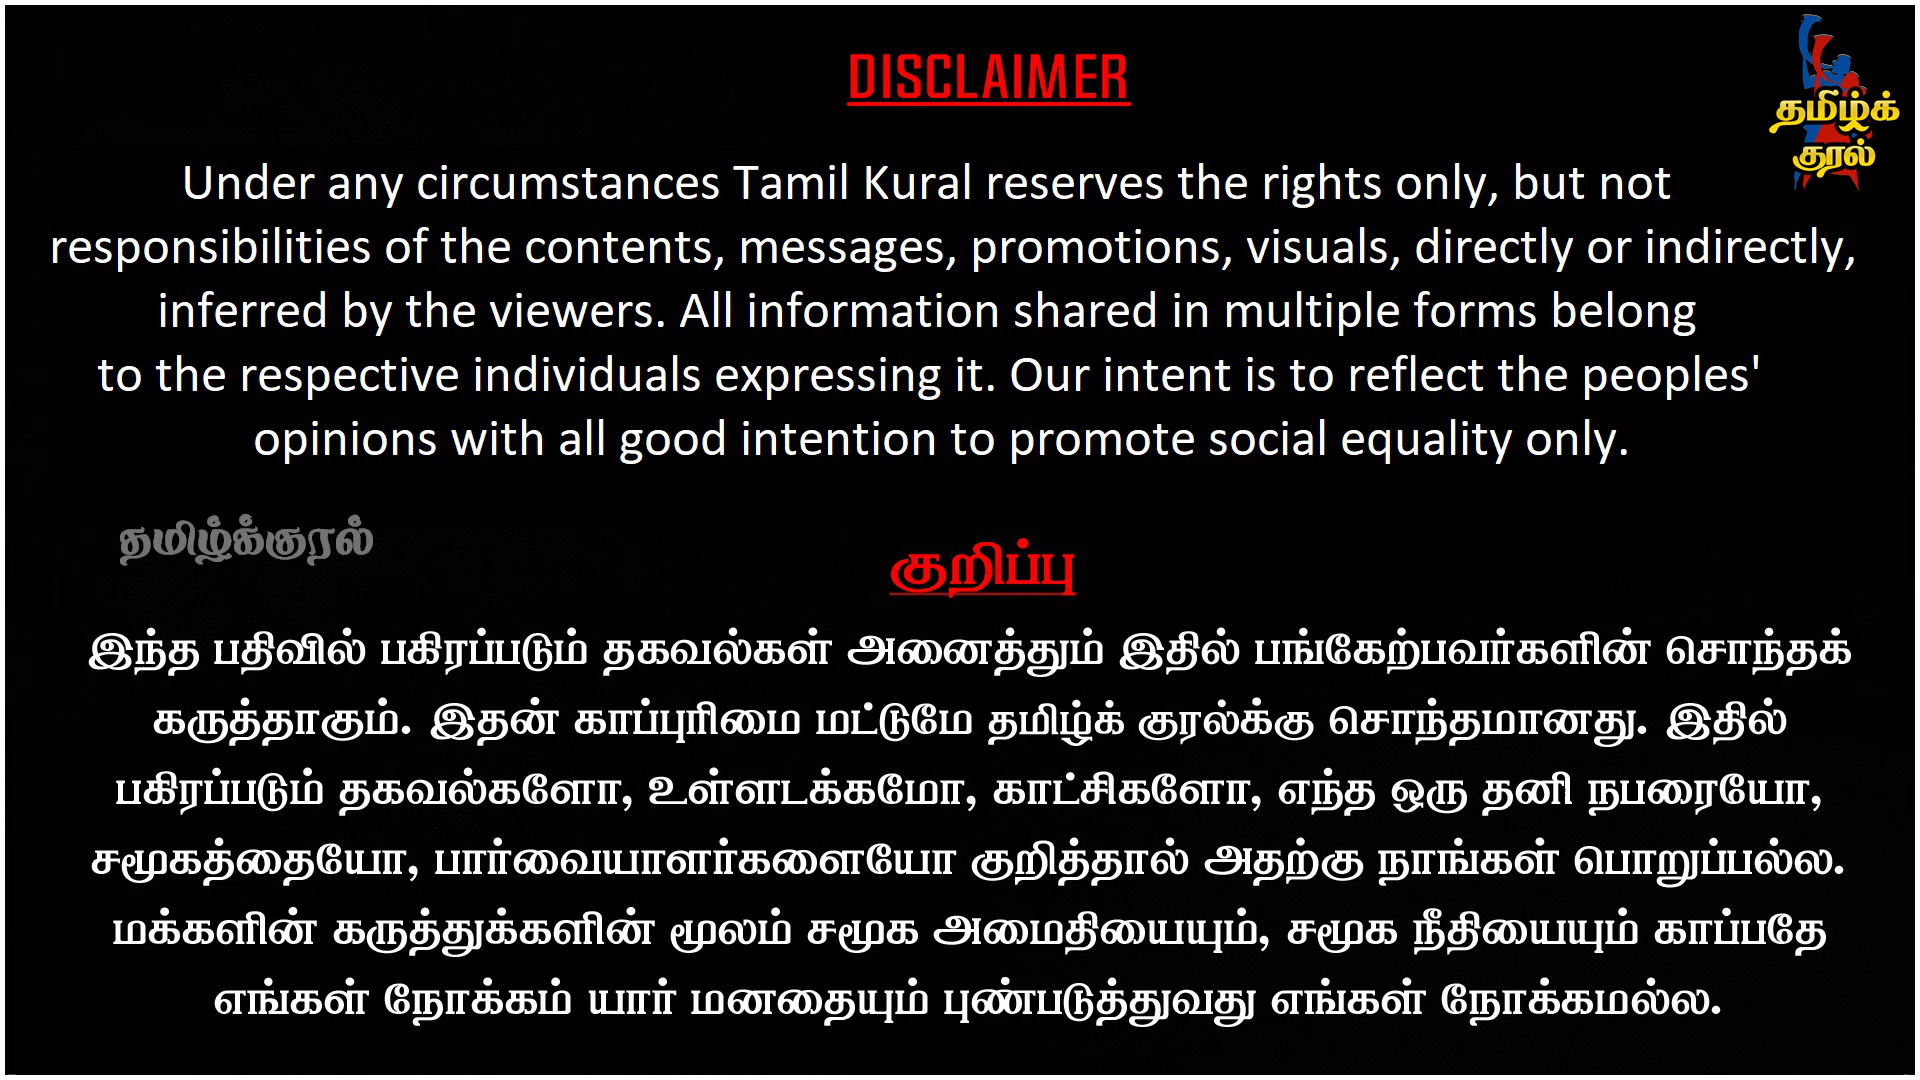 DISCLAIMER
தமிழ்க்
குரல்
Under any circumstances Tamil Kural reserves the rights only, but not
responsibilities of the contents, messages, promotions, visuals, directly or indirectly,
inferred by the viewers. All information shared in multiple forms belong
to the respective individuals expressing it. Our intent is to reflect the peoples'
opinions with all good intention to promote social equality only.
தமிழ்க்குரல்
குறிப்பு
இந்த பதிவில் பகிரப்படும் தகவல்கள் அனைத்தும் இதில் பங்கேற்பவர்களின் சொந்தக்
கருத்தாகும். இதன் காப்புரிமை மட்டுமே தமிழ்க் குரல்க்கு சொந்தமானது. இதில்
பகிரப்படும் தகவல்களோ, உள்ளடக்கமோ, காட்சிகளோ, எந்த ஒரு தனி நபரையோ,
சமூகத்தையோ, பார்வையாளர்களையோ குறித்தால் அதற்கு நாங்கள் பொறுப்பல்ல.
மக்களின் கருத்துக்களின் மூலம் சமூக அமைதியையும், சமூக நீதியையும் காப்பதே
எங்கள் நோக்கம் யார் மனதையும் புண்படுத்துவது எங்கள் நோக்கமல்ல.